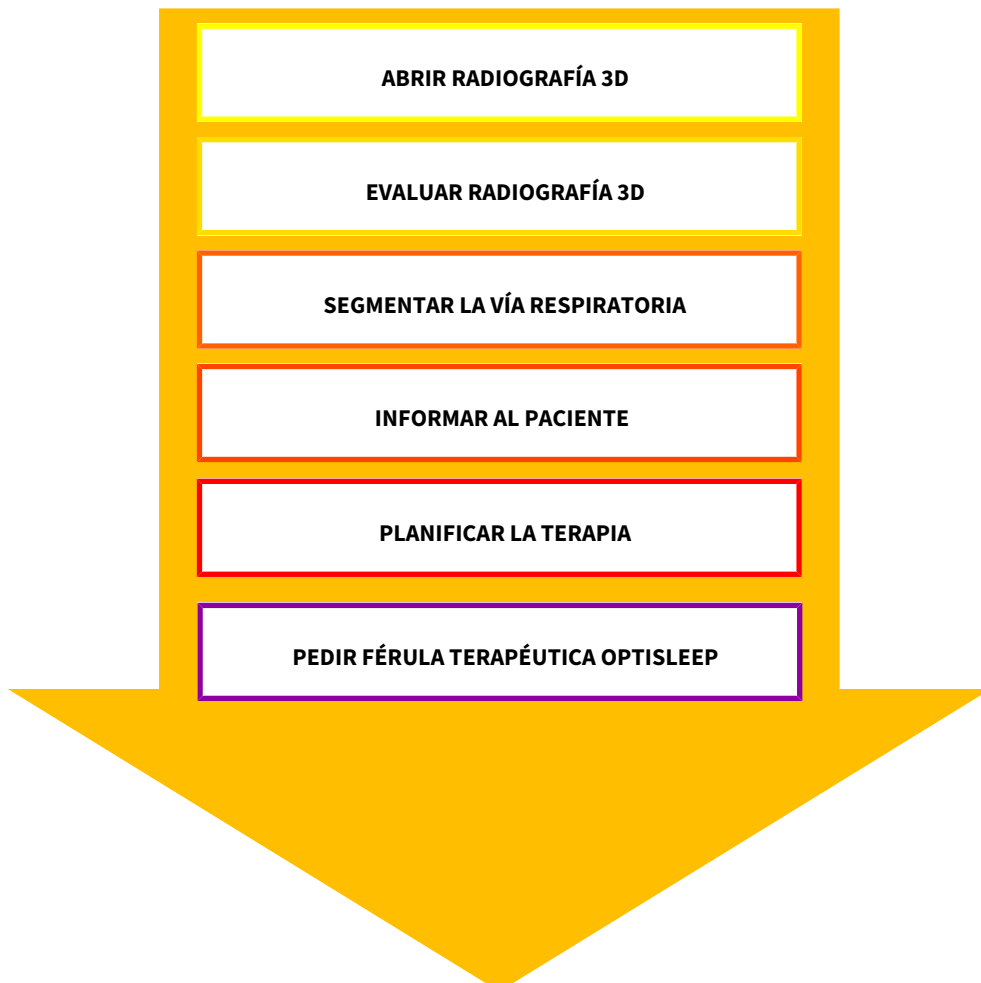 ABRIR RADIOGRAFÍA 3D
EVALUAR RADIOGRAFÍA 3D
SEGMENTAR LA VÍA RESPIRATORIA
INFORMAR AL PACIENTE
PLANIFICAR LA TERAPIA
PEDIR FÉRULA TERAPÉUTICA OPTISLEEP